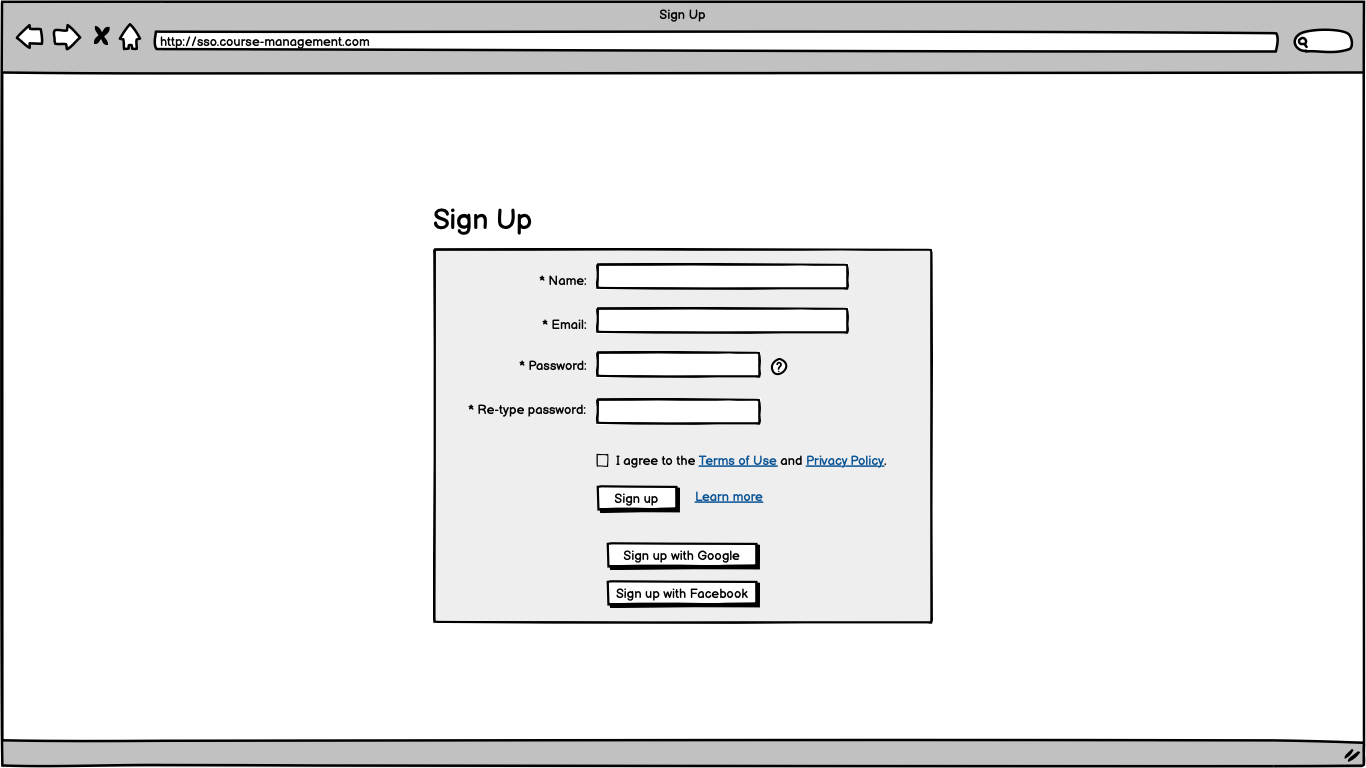 Sign Up
http://sso.course-management.com
Sign Up
* Name:
* Email:
* Password: ?
* Re-type password:
I agree to the Terms of Use and Privacy Policy.
Sign up Learn more
Sign up with Google
Sign up with Facebook